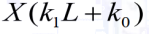 X(k₁L + k₀)